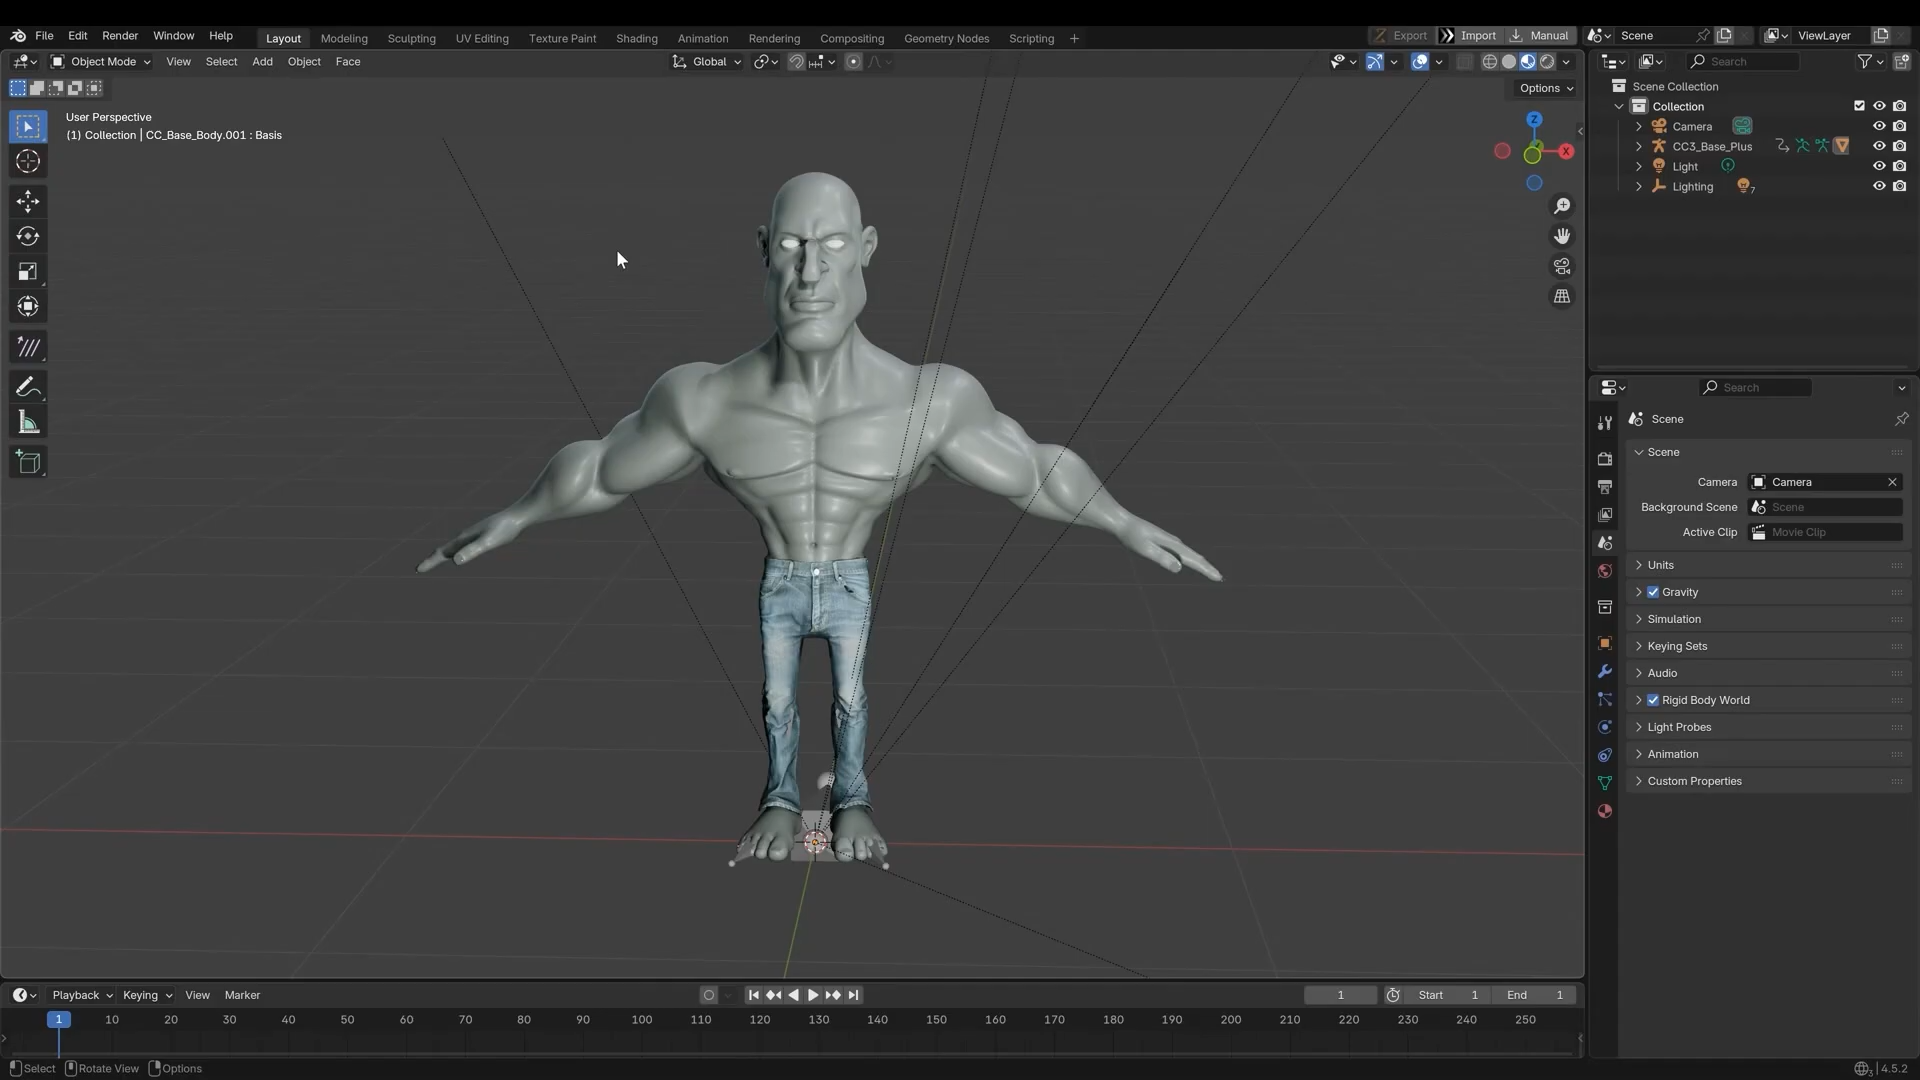 File Edit Render Window Help Layout Modeling Sculpting UV Editing Texture Paint Shading Animation Rendering Compositing Geometry Nodes Scripting + Export Import Manual Scene ViewLayer
Object Mode View Select Add Object Face Global Search
Options
User Perspective
(1) Collection | CC_Base_Body.001 : Basis
Z
X
Scene Collection
Collection
Camera
CC3_Base_Plus
Light
Lighting 7
Search
Scene
Scene
Camera Camera
Background Scene Scene
Active Clip Movie Clip
Units
Gravity
Simulation
Keying Sets
Audio
Rigid Body World
Light Probes
Animation
Custom Properties
Playback Keying View Marker 1 Start 1 End 1
1 10 20 30 40 50 60 70 80 90 100 110 120 130 140 150 160 170 180 190 200 210 220 230 240 250
Select Rotate View Options 3 4.5.2